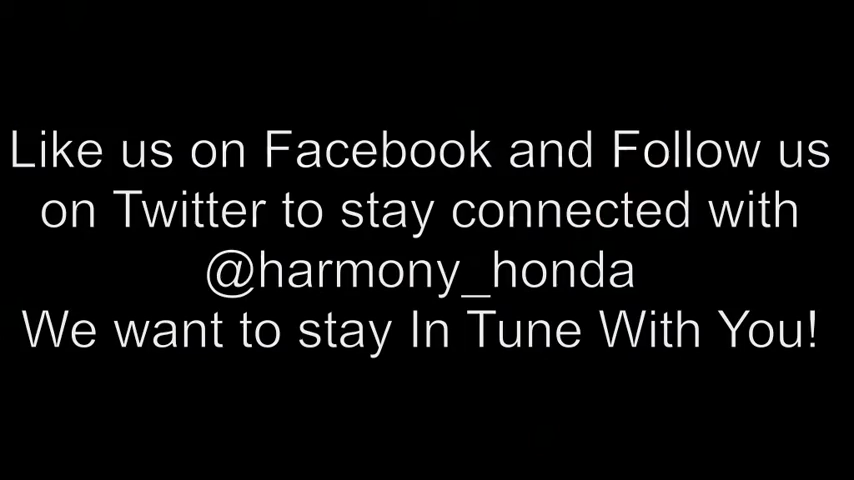 Like us on Facebook and Follow us
on Twitter to stay connected with
@harmony_honda
We want to stay In Tune With You!